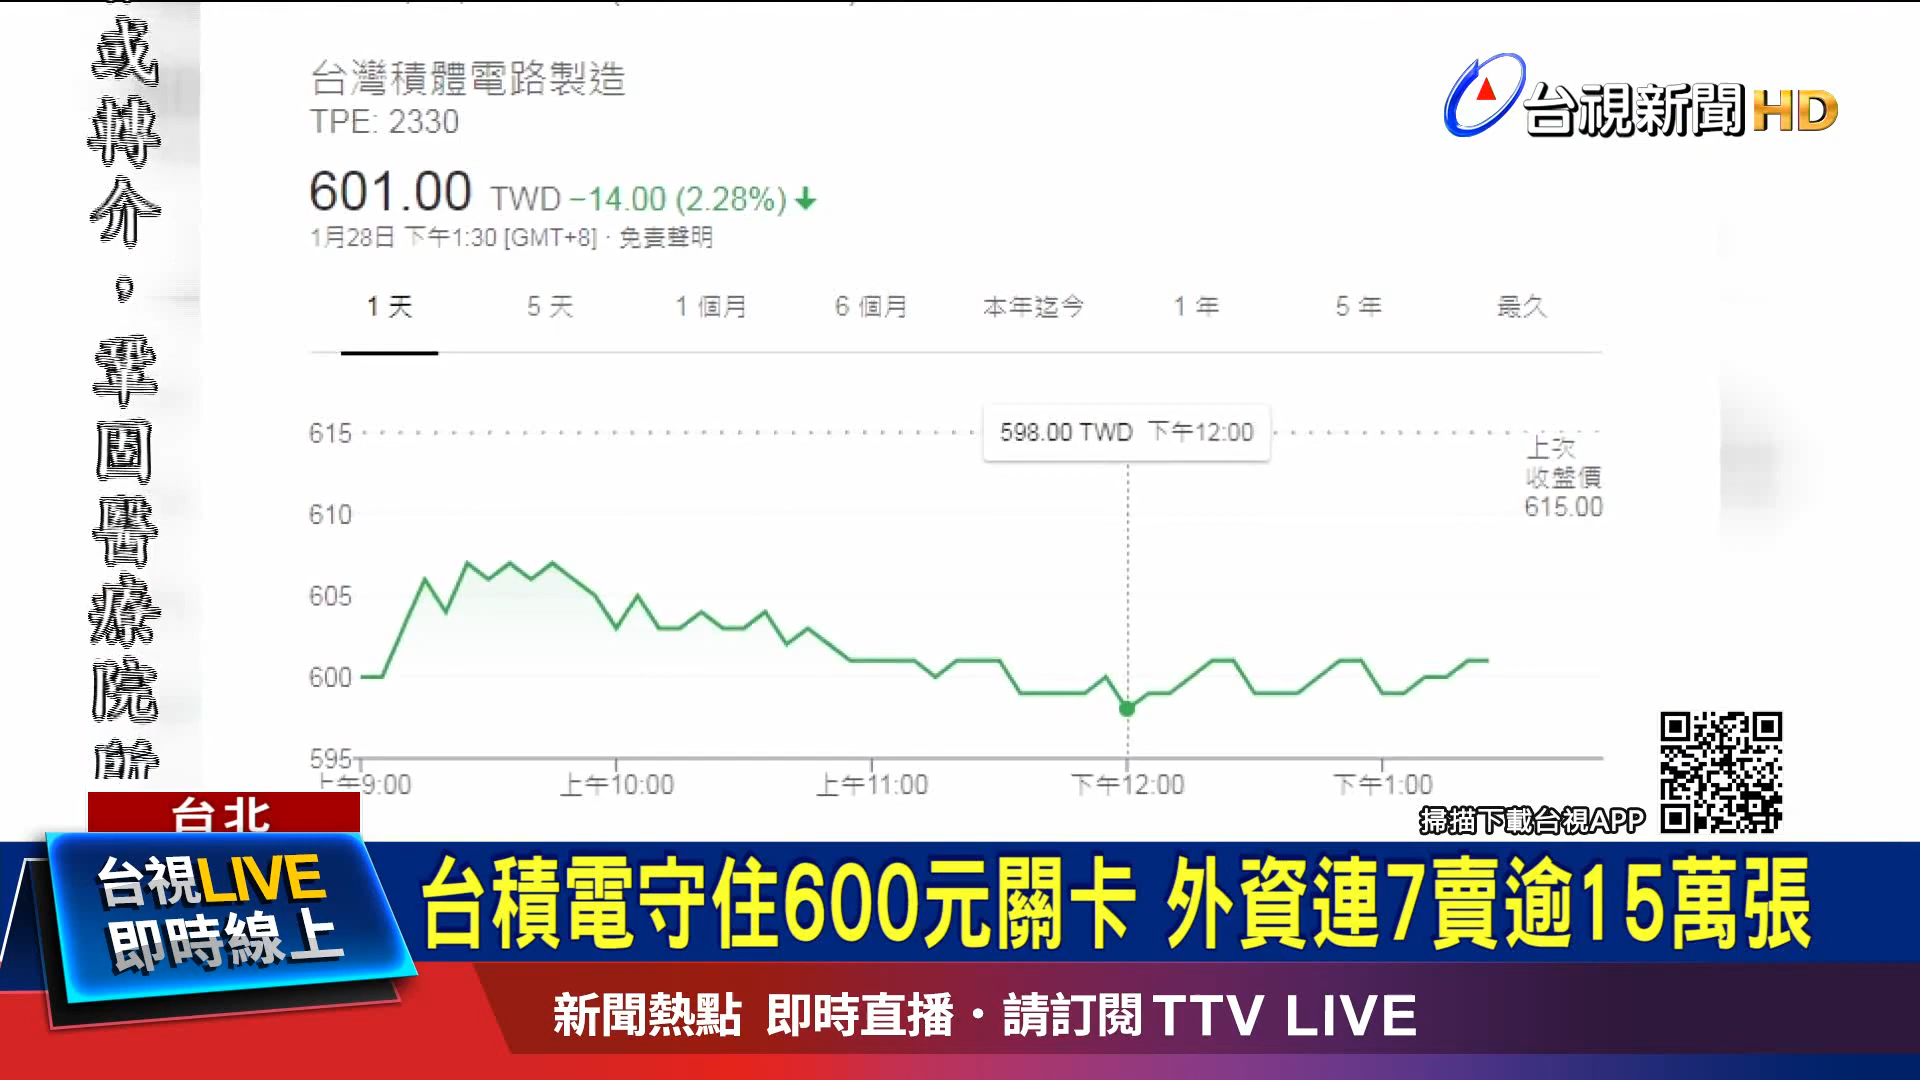 或轉介，鞏固醫療院所
台灣積體電路製造
TPE: 2330
601.00 TWD −14.00 (2.28%)
1月28日 下午1:30 [GMT+8] · 免責聲明
1 天 5 天 1 個月 6 個月 本年迄今 1 年 5 年 最久
台視新聞HD
598.00 TWD 下午12:00
上次
收盤價
615.00
615
610
605
600
595
上午9:00 上午10:00 上午11:00 下午12:00 下午1:00
掃描下載台視APP
台北
台視LIVE
即時線上
台積電守住600元關卡 外資連7賣逾15萬張
新聞熱點 即時直播·請訂閱TTV LIVE